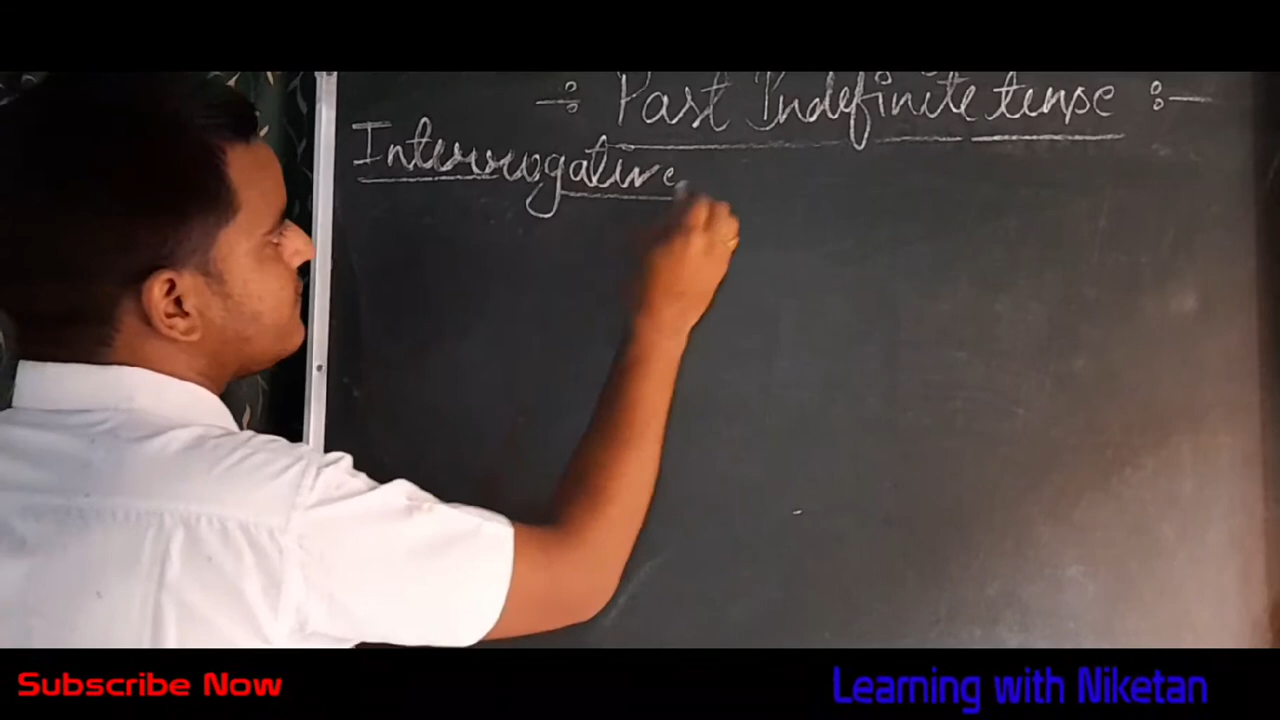 -: Past Indefinite tense :-
Interrogative
Subscribe Now
Learning with Niketan